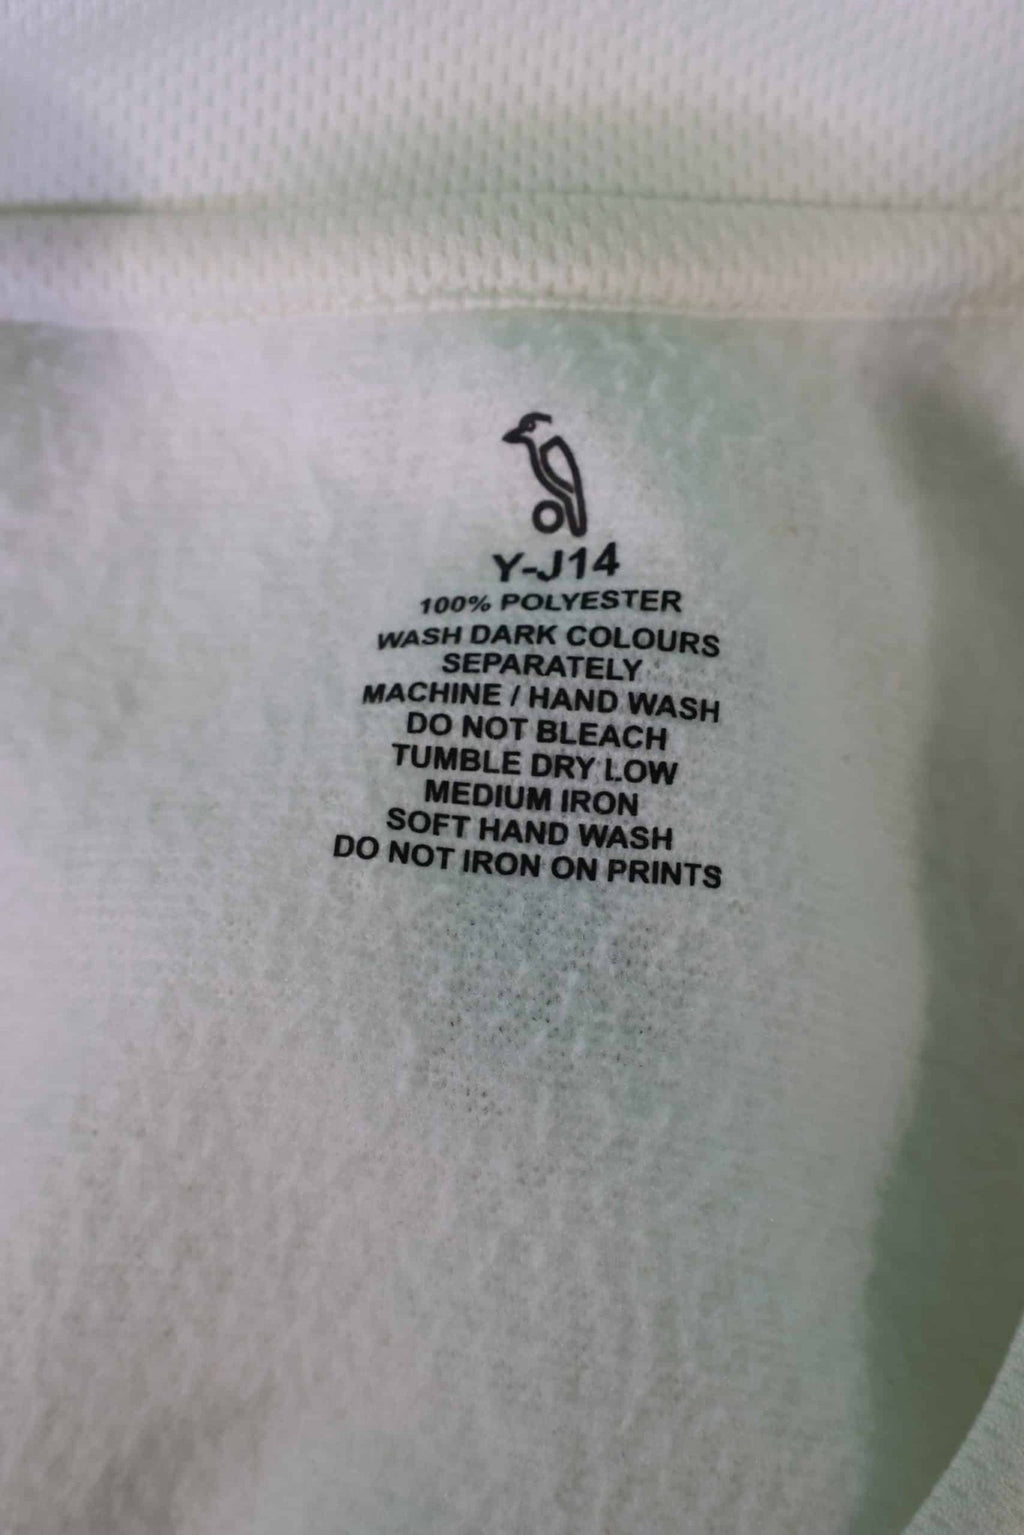 Y-J14
100% POLYESTER
WASH DARK COLOURS
SEPARATELY
MACHINE / HAND WASH
DO NOT BLEACH
TUMBLE DRY LOW
MEDIUM IRON
SOFT HAND WASH
DO NOT IRON ON PRINTS